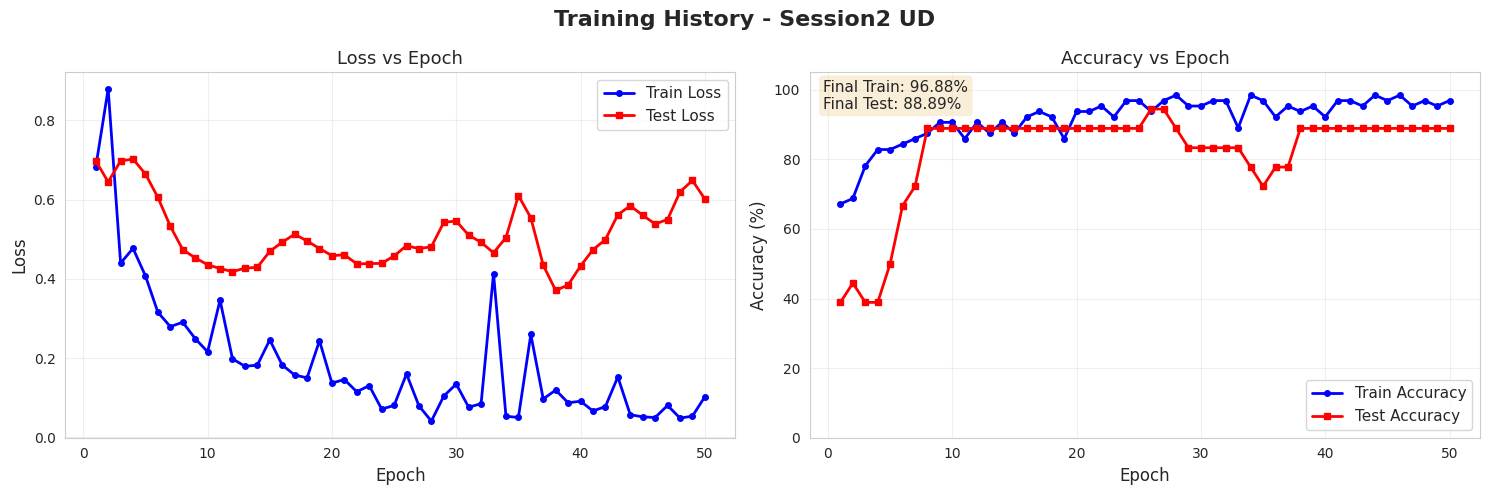 Training History - Session2 UD
Loss vs Epoch
Train Loss
Test Loss
Loss
0.8
0.6
0.4
0.2
0.0
0 10 20 30 40 50
Epoch
Accuracy vs Epoch
Final Train: 96.88%
Final Test: 88.89%
Accuracy (%)
100
80
60
40
20
0
Train Accuracy
Test Accuracy
0 10 20 30 40 50
Epoch